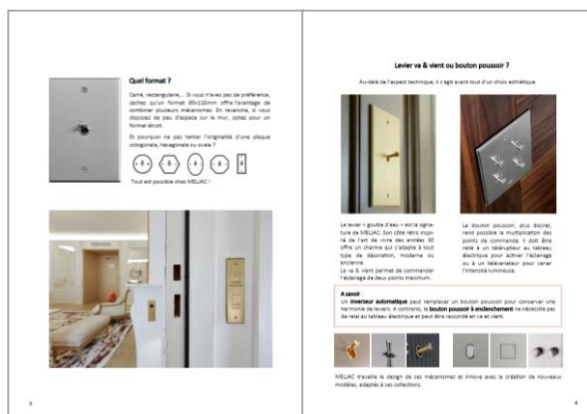 Quel format ?
Carré, rectangulaire,... Si vous n'avez pas de préférence,
sachez qu'un format 80x118mm offre l'avantage de
combiner plusieurs mécanismes. En revanche, si vous
disposez de peu d'espace sur le mur, optez pour un
format étroit.
Et pourquoi ne pas tenter l'originalité d'une plaque
octogonale, hexagonale ou ovale ?
Tout est possible chez MELJAC !
3
Levier va & vient ou bouton poussoir ?
Au-delà de l'aspect technique, il s'agit avant tout d'un choix esthétique.
Le levier « goutte d'eau » est la signa-
ture de MELJAC. Son côté rétro inspi-
ré de l'art de vivre des années 30
offre un charme qui s'adapte à tout
type de décoration, moderne ou
ancienne.
Le va & vient permet de commander
l'éclairage de deux points maximum.
Le bouton poussoir, plus discret,
rend possible la multiplication des
points de commande. Il doit être
relié à un télérupteur au tableau
électrique pour activer l'éclairage
ou à un télévariateur pour varier
l'intensité lumineuse.
A savoir
Un inverseur automatique peut remplacer un bouton poussoir pour conserver une
harmonie de leviers. A contrario, le bouton poussoir à enclenchement ne nécessite pas
de relai au tableau électrique et peut être raccordé en va et vient.
MELJAC travaille le design de ses mécanismes et innove avec la création de nouveaux
modèles, adaptés à ses collections.
4